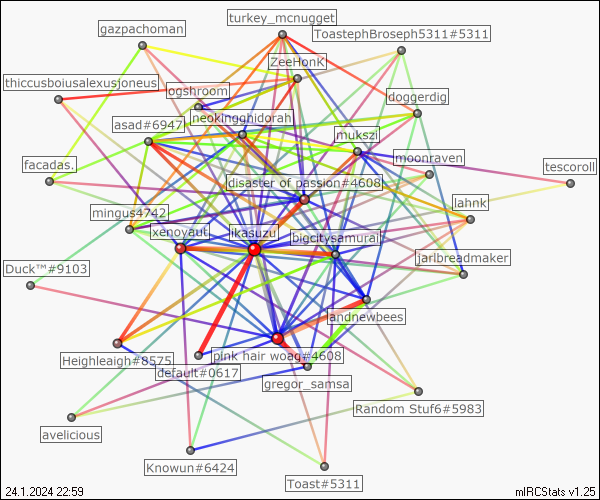 turkey_mcnugget
gazpachoman
ToastephBroseph5311#5311
ZeeHonk
thiccusboiusalexusjoneus
ogshroom
doggerdig
neokingghidorah
asad#6947
mukszi
moonraven
facadas.
tescoroll
disaster of passion#4608
lahnk
mingus4742
xenoyaut
ikasuzu
bigcitysamurai
jarlbreadmaker
Duck™#9103
andnewbees
Heighleaigh#8575
pink hair woag#4608
default#0617
gregor_samsa
Random Stuf6#5983
avelicious
Knowun#6424
Toast#5311
24.1.2024 22:59
mIRCStats v1.25